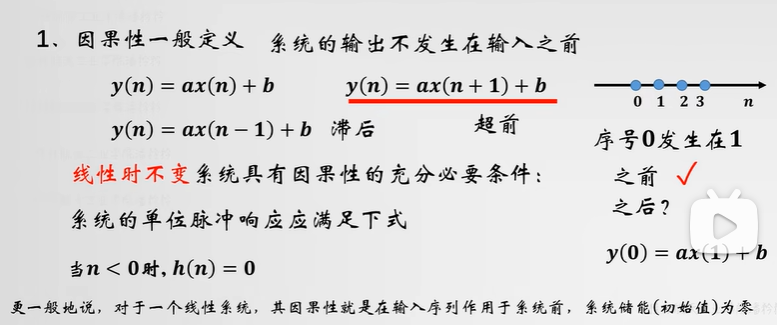 1、因果性一般定义 系统的输出不发生在输入之前
y(n) = ax(n) + b
y(n) = ax(n + 1) + b
y(n) = ax(n − 1) + b 滞后
超前
0 1 2 3 n
序号0发生在1
之前 ✓
之后？
y(0) = ax(1) + b
线性时不变系统具有因果性的充分必要条件：
系统的单位脉冲响应应满足下式
当n < 0时, h(n) = 0
更一般地说，对于一个线性系统，其因果性就是在输入序列作用于系统前，系统储能(初始值)为零